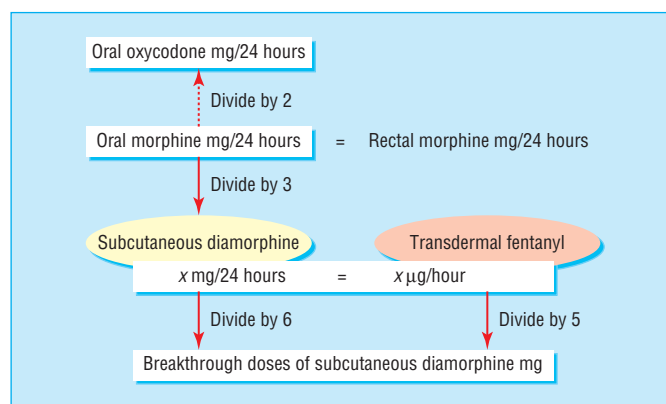 Oral oxycodone mg/24 hours
Divide by 2
Oral morphine mg/24 hours = Rectal morphine mg/24 hours
Divide by 3
Subcutaneous diamorphine Transdermal fentanyl
x mg/24 hours = x µg/hour
Divide by 6 Divide by 5
Breakthrough doses of subcutaneous diamorphine mg